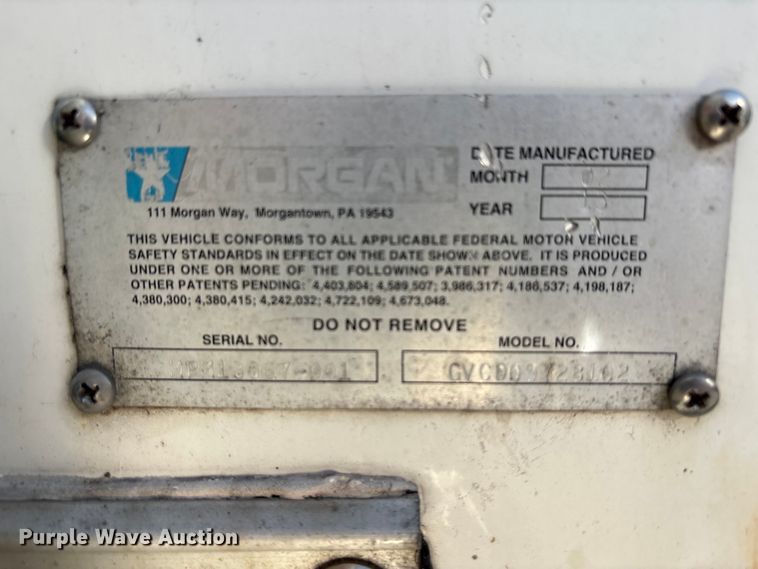 MORGAN
DATE MANUFACTURED
MONTH
YEAR
111 Morgan Way, Morgantown, PA 19543
THIS VEHICLE CONFORMS TO ALL APPLICABLE FEDERAL MOTOR VEHICLE
SAFETY STANDARDS IN EFFECT ON THE DATE SHOWN ABOVE. IT IS PRODUCED
UNDER ONE OR MORE OF THE FOLLOWING PATENT NUMBERS AND / OR
OTHER PATENTS PENDING: 4,403,804; 4,589,507; 3,986,317; 4,186,537; 4,198,187;
4,380,300; 4,380,415; 4,242,032; 4,722,109; 4,673,048.
DO NOT REMOVE
SERIAL NO.
MODEL NO.
Purple Wave Auction